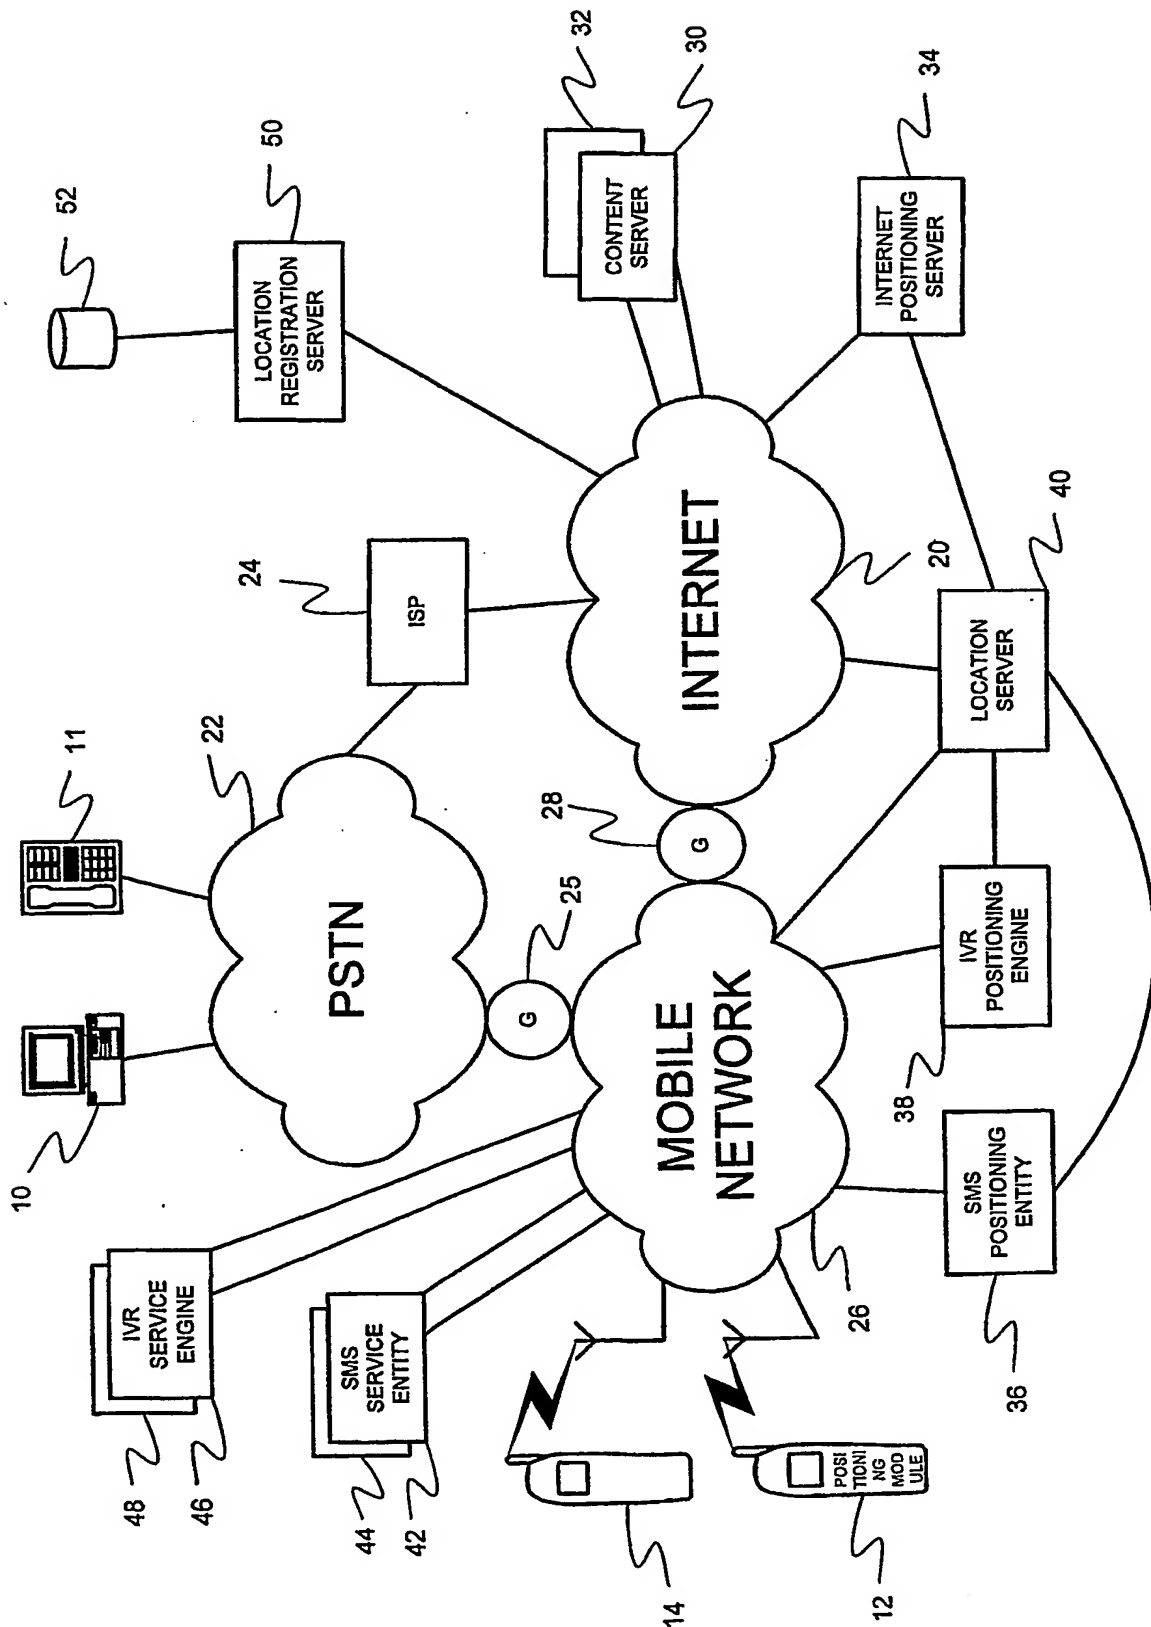 10
11
52
PSTN
22
24
ISP
LOCATION
REGISTRATION
SERVER
50
48
46
IVR
SERVICE
ENGINE
44
42
SMS
SERVICE
ENTITY
G
25
G
28
MOBILE
NETWORK
26
INTERNET
20
CONTENT
SERVER
32
30
14
12
POSI
TIONI
NG MOD
ULE
SMS
POSITIONING
ENTITY
36
IVR
POSITIONING
ENGINE
38
LOCATION
SERVER
40
INTERNET
POSITIONING
SERVER
34